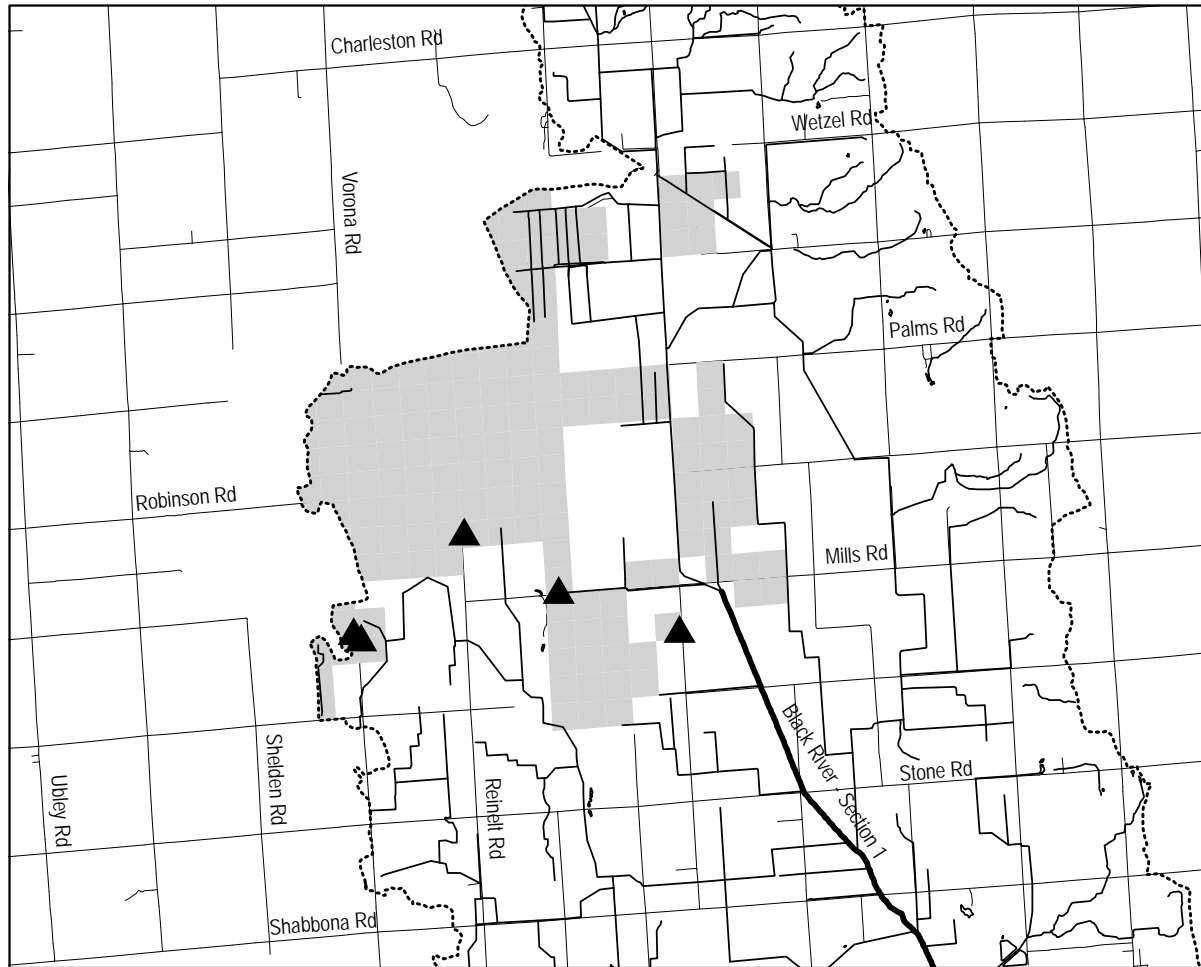 Charleston Rd
Wetzel Rd
Vorona Rd
Palms Rd
Robinson Rd
Mills Rd
Black River - Section 1
Shelden Rd
Stone Rd
Ubley Rd
Reinelt Rd
Shabbona Rd